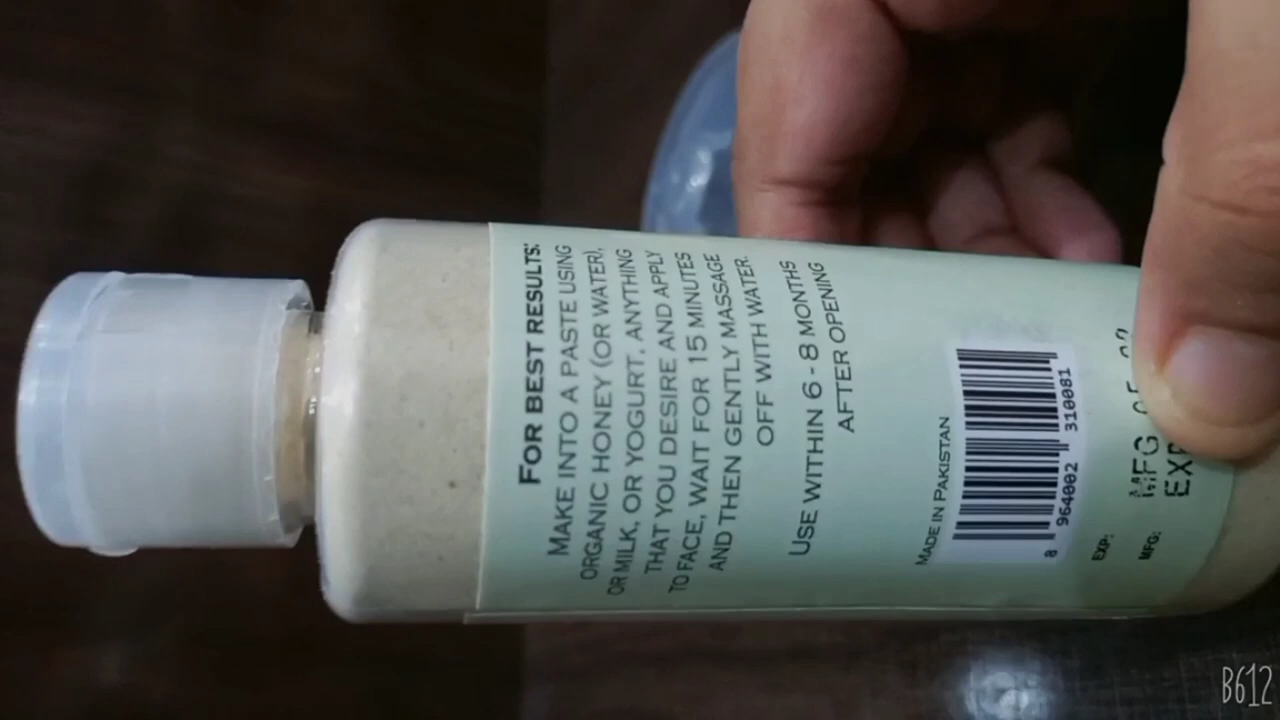 FOR BEST RESULTS:
MAKE INTO A PASTE USING
ORGANIC HONEY (OR WATER),
OR MILK, OR YOGURT, ANYTHING
THAT YOU DESIRE AND APPLY
TO FACE, WAIT FOR 15 MINUTES
AND THEN GENTLY MASSAGE
OFF WITH WATER.
USE WITHIN 6 - 8 MONTHS
AFTER OPENING
MADE IN PAKISTAN
8 964002 310081
EXP:
MFG:
MFG
EXP
B612